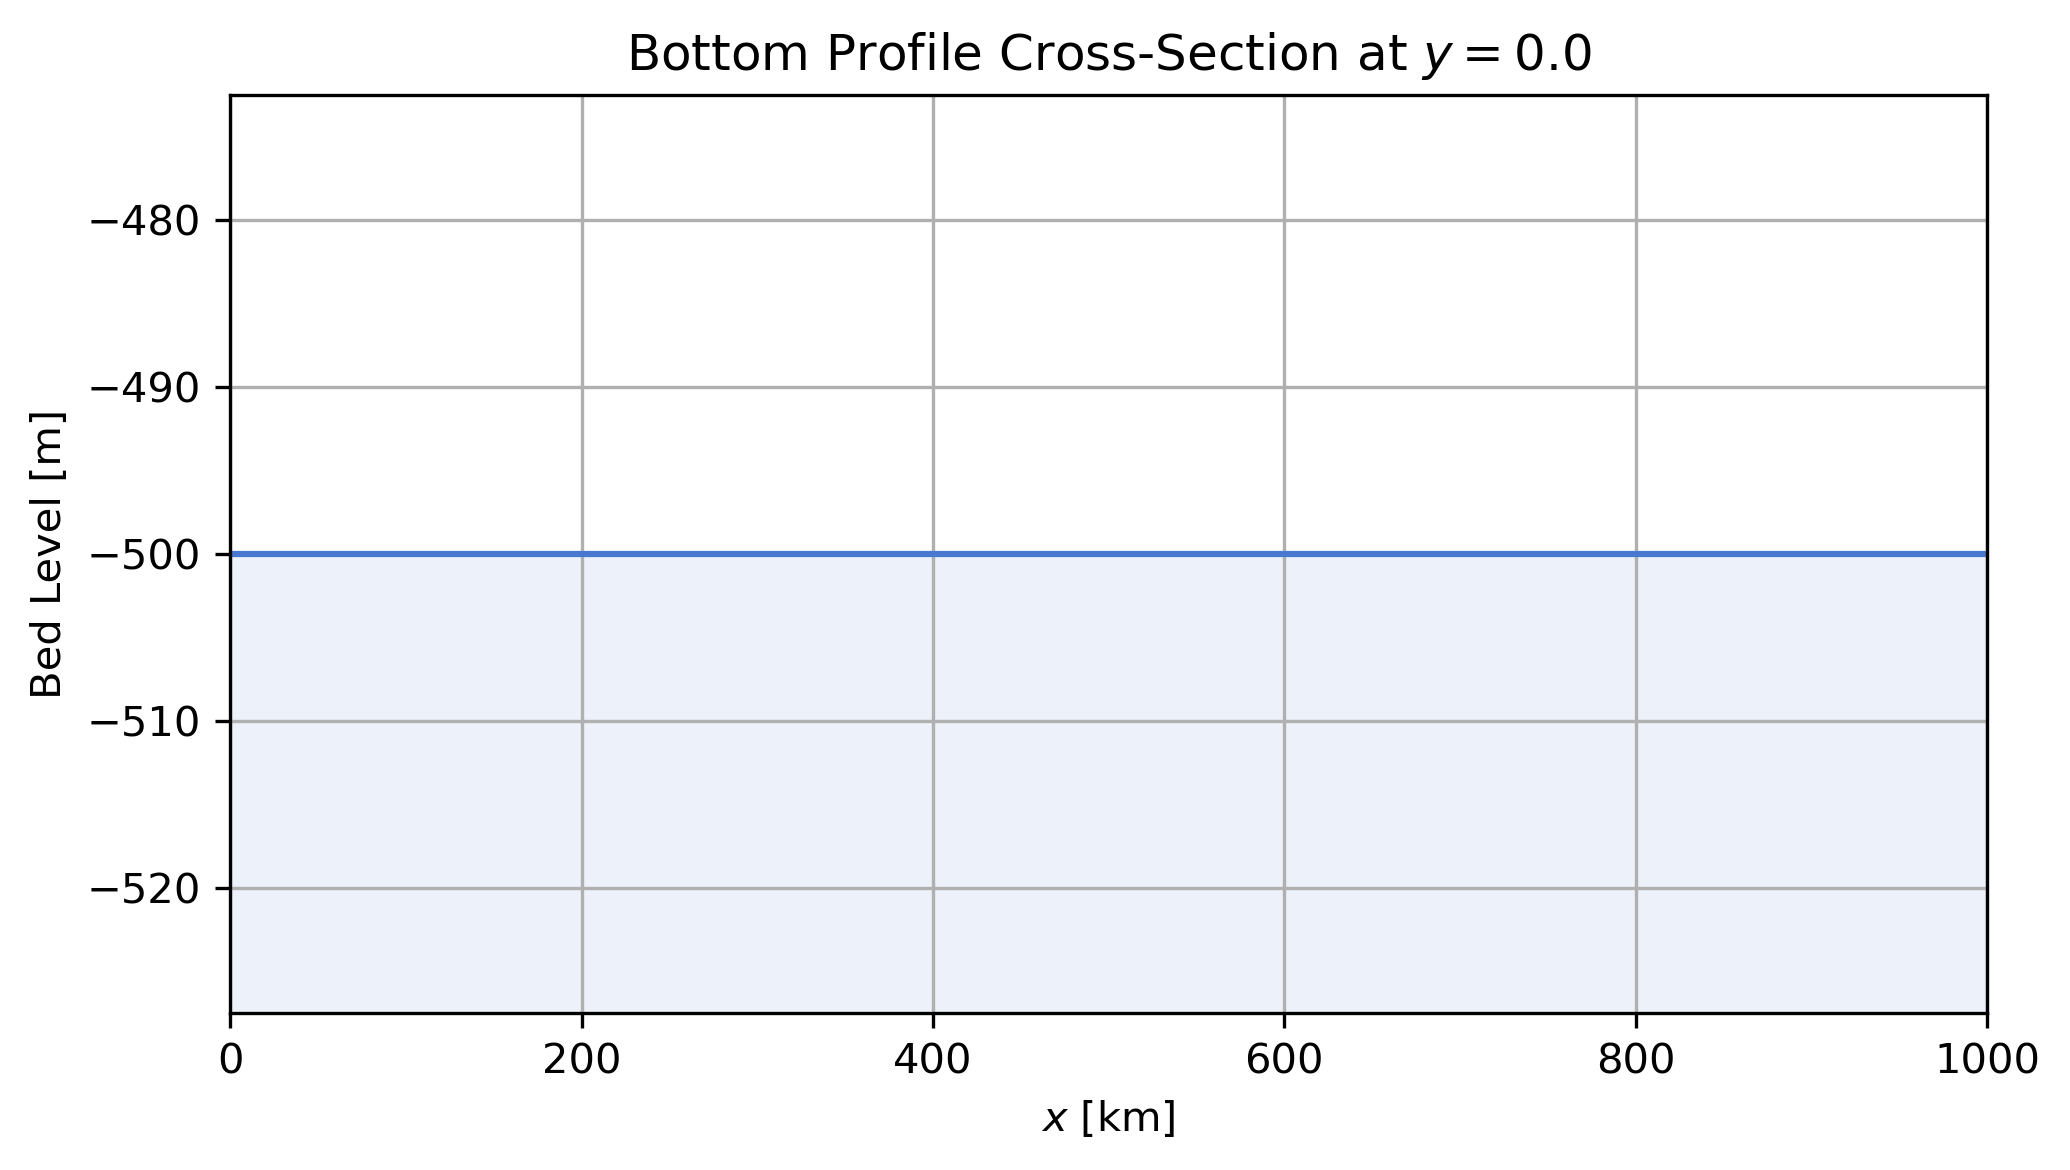 Bottom Profile Cross-Section at y = 0.0
Bed Level [m]
−480
−490
−500
−510
−520
0 200 400 600 800 1000
x [km]